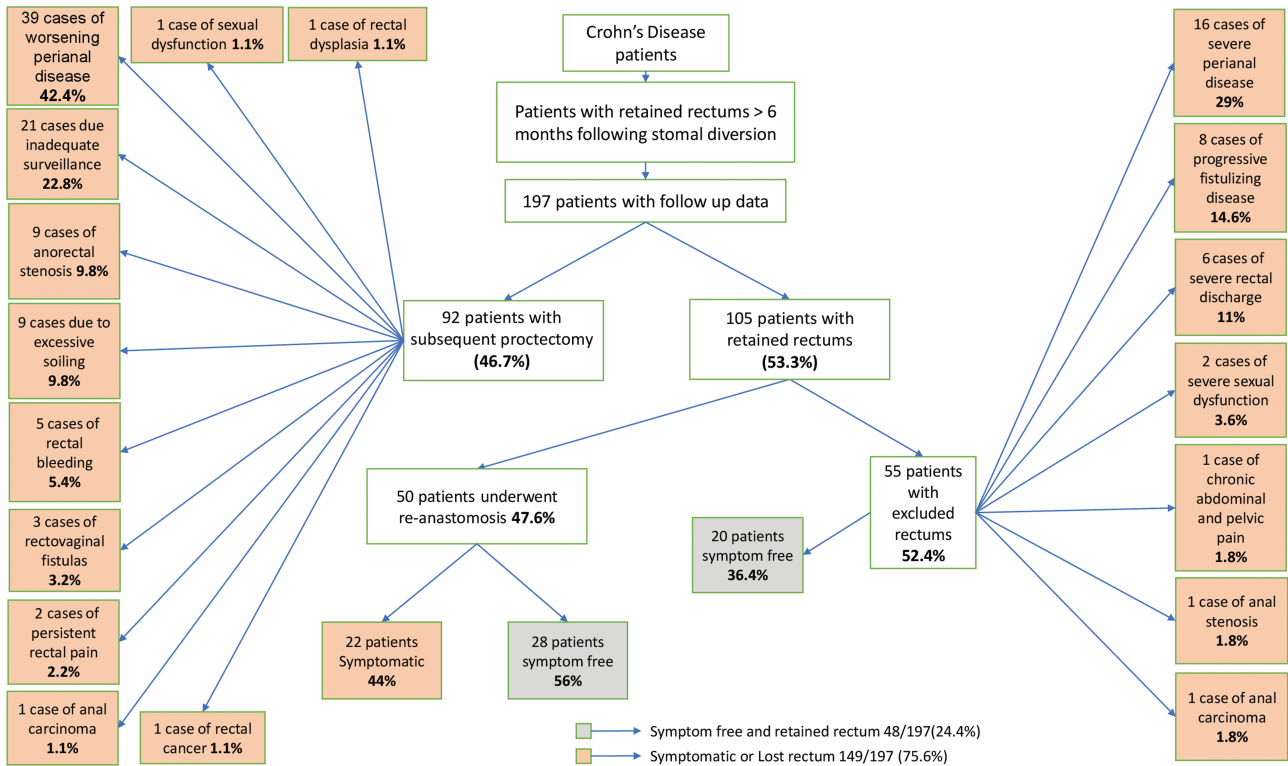 39 cases of
worsening
perianal
disease
42.4%
1 case of sexual
dysfunction 1.1%
1 case of rectal
dysplasia 1.1%
Crohn’s Disease
patients
16 cases of
severe
perianal
disease
29%
21 cases due
inadequate
surveillance
22.8%
Patients with retained rectums > 6
months following stomal diversion
8 cases of
progressive
fistulizing
disease
14.6%
197 patients with follow up data
9 cases of
anorectal
stenosis 9.8%
6 cases of
severe rectal
discharge
11%
9 cases due to
excessive
soiling
9.8%
92 patients with
subsequent proctectomy
(46.7%)
105 patients with
retained rectums
(53.3%)
2 cases of
severe sexual
dysfunction
3.6%
5 cases of
rectal
bleeding
5.4%
50 patients underwent
re-anastomosis 47.6%
55 patients
with
excluded
rectums
52.4%
1 case of
chronic
abdominal
and pelvic
pain
1.8%
3 cases of
rectovaginal
fistulas
3.2%
20 patients
symptom free
36.4%
1 case of anal
stenosis
1.8%
2 cases of
persistent
rectal pain
2.2%
22 patients
Symptomatic
44%
28 patients
symptom free
56%
1 case of anal
carcinoma
1.1%
1 case of rectal
cancer 1.1%
1 case of anal
carcinoma
1.8%
Symptom free and retained rectum 48/197(24.4%)
Symptomatic or Lost rectum 149/197 (75.6%)